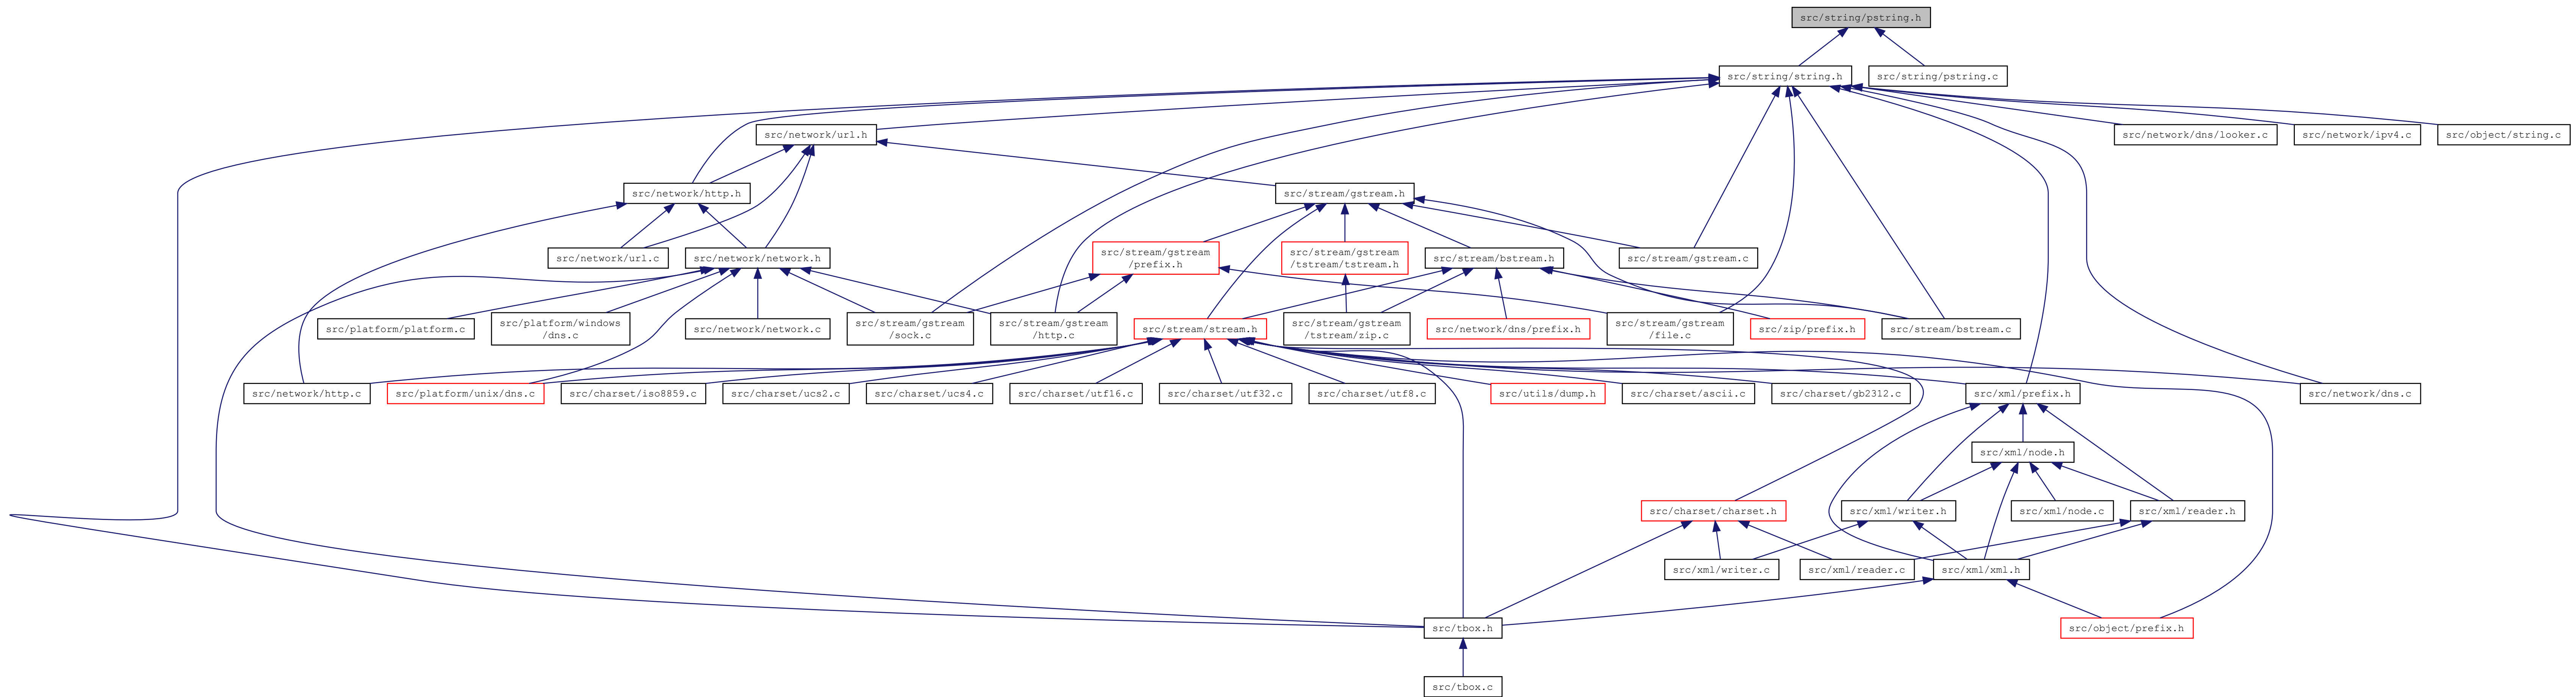 src/string/pstring.h
src/string/string.h
src/string/pstring.c
src/network/url.h
src/network/dns/looker.c
src/network/ipv4.c
src/object/string.c
src/network/http.h
src/stream/gstream.h
src/network/url.c
src/network/network.h
src/stream/gstream
/prefix.h
src/stream/gstream
/tstream/tstream.h
src/stream/bstream.h
src/stream/gstream.c
src/platform/platform.c
src/platform/windows
/dns.c
src/network/network.c
src/stream/gstream
/sock.c
src/stream/gstream
/http.c
src/stream/stream.h
src/stream/gstream
/tstream/zip.c
src/network/dns/prefix.h
src/stream/gstream
/file.c
src/zip/prefix.h
src/stream/bstream.c
src/network/http.c
src/platform/unix/dns.c
src/charset/iso8859.c
src/charset/ucs2.c
src/charset/ucs4.c
src/charset/utf16.c
src/charset/utf32.c
src/charset/utf8.c
src/utils/dump.h
src/charset/ascii.c
src/charset/gb2312.c
src/xml/prefix.h
src/network/dns.c
src/xml/node.h
src/charset/charset.h
src/xml/writer.h
src/xml/node.c
src/xml/reader.h
src/xml/writer.c
src/xml/reader.c
src/xml/xml.h
src/tbox.h
src/object/prefix.h
src/tbox.c